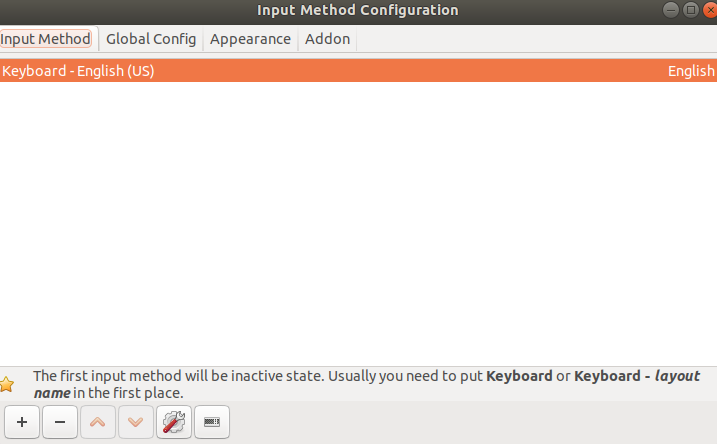 Input Method Configuration
Input Method Global Config Appearance Addon
Keyboard - English (US) English
The first input method will be inactive state. Usually you need to put Keyboard or Keyboard - layout
name in the first place.